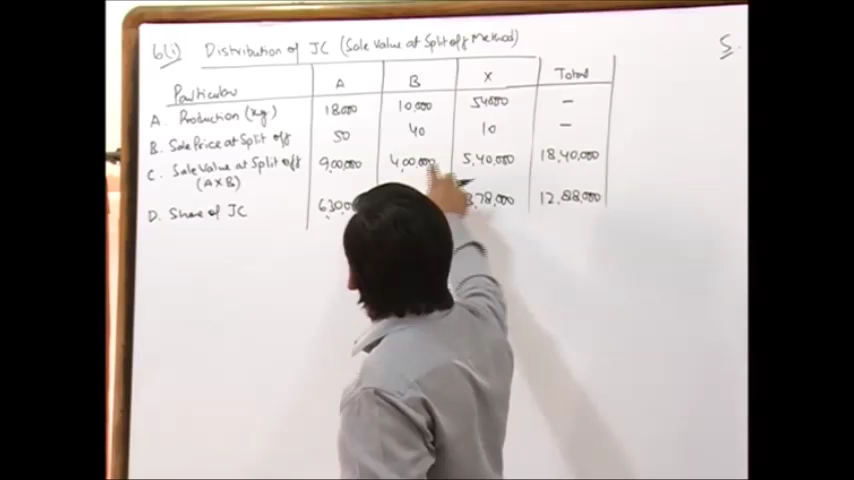 6(i) Distribution of JC (Sale Value at Split off Method)
S.
Particulars A B X Total
A. Production (Kg.) 18000 10,000 54000 -
B. Sale Price at Split off 50 40 10 -
C. Sale Value at Split off 9,00,000 4,00,000 5,40,000 18,40,000
(A×B)
D. Share of JC 3,78,000 12,88,000